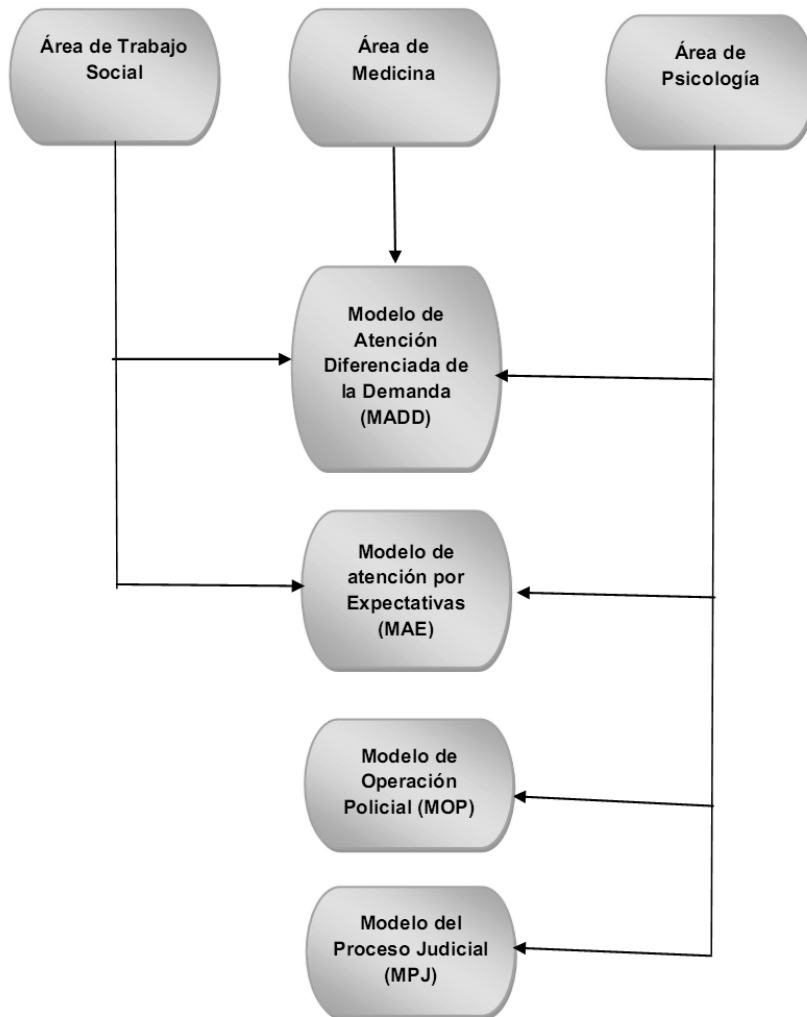 Área de Trabajo
Social
Área de
Medicina
Área de
Psicología
Modelo de
Atención
Diferenciada de
la Demanda
(MADD)
Modelo de
atención por
Expectativas
(MAE)
Modelo de
Operación
Policial (MOP)
Modelo del
Proceso Judicial
(MPJ)